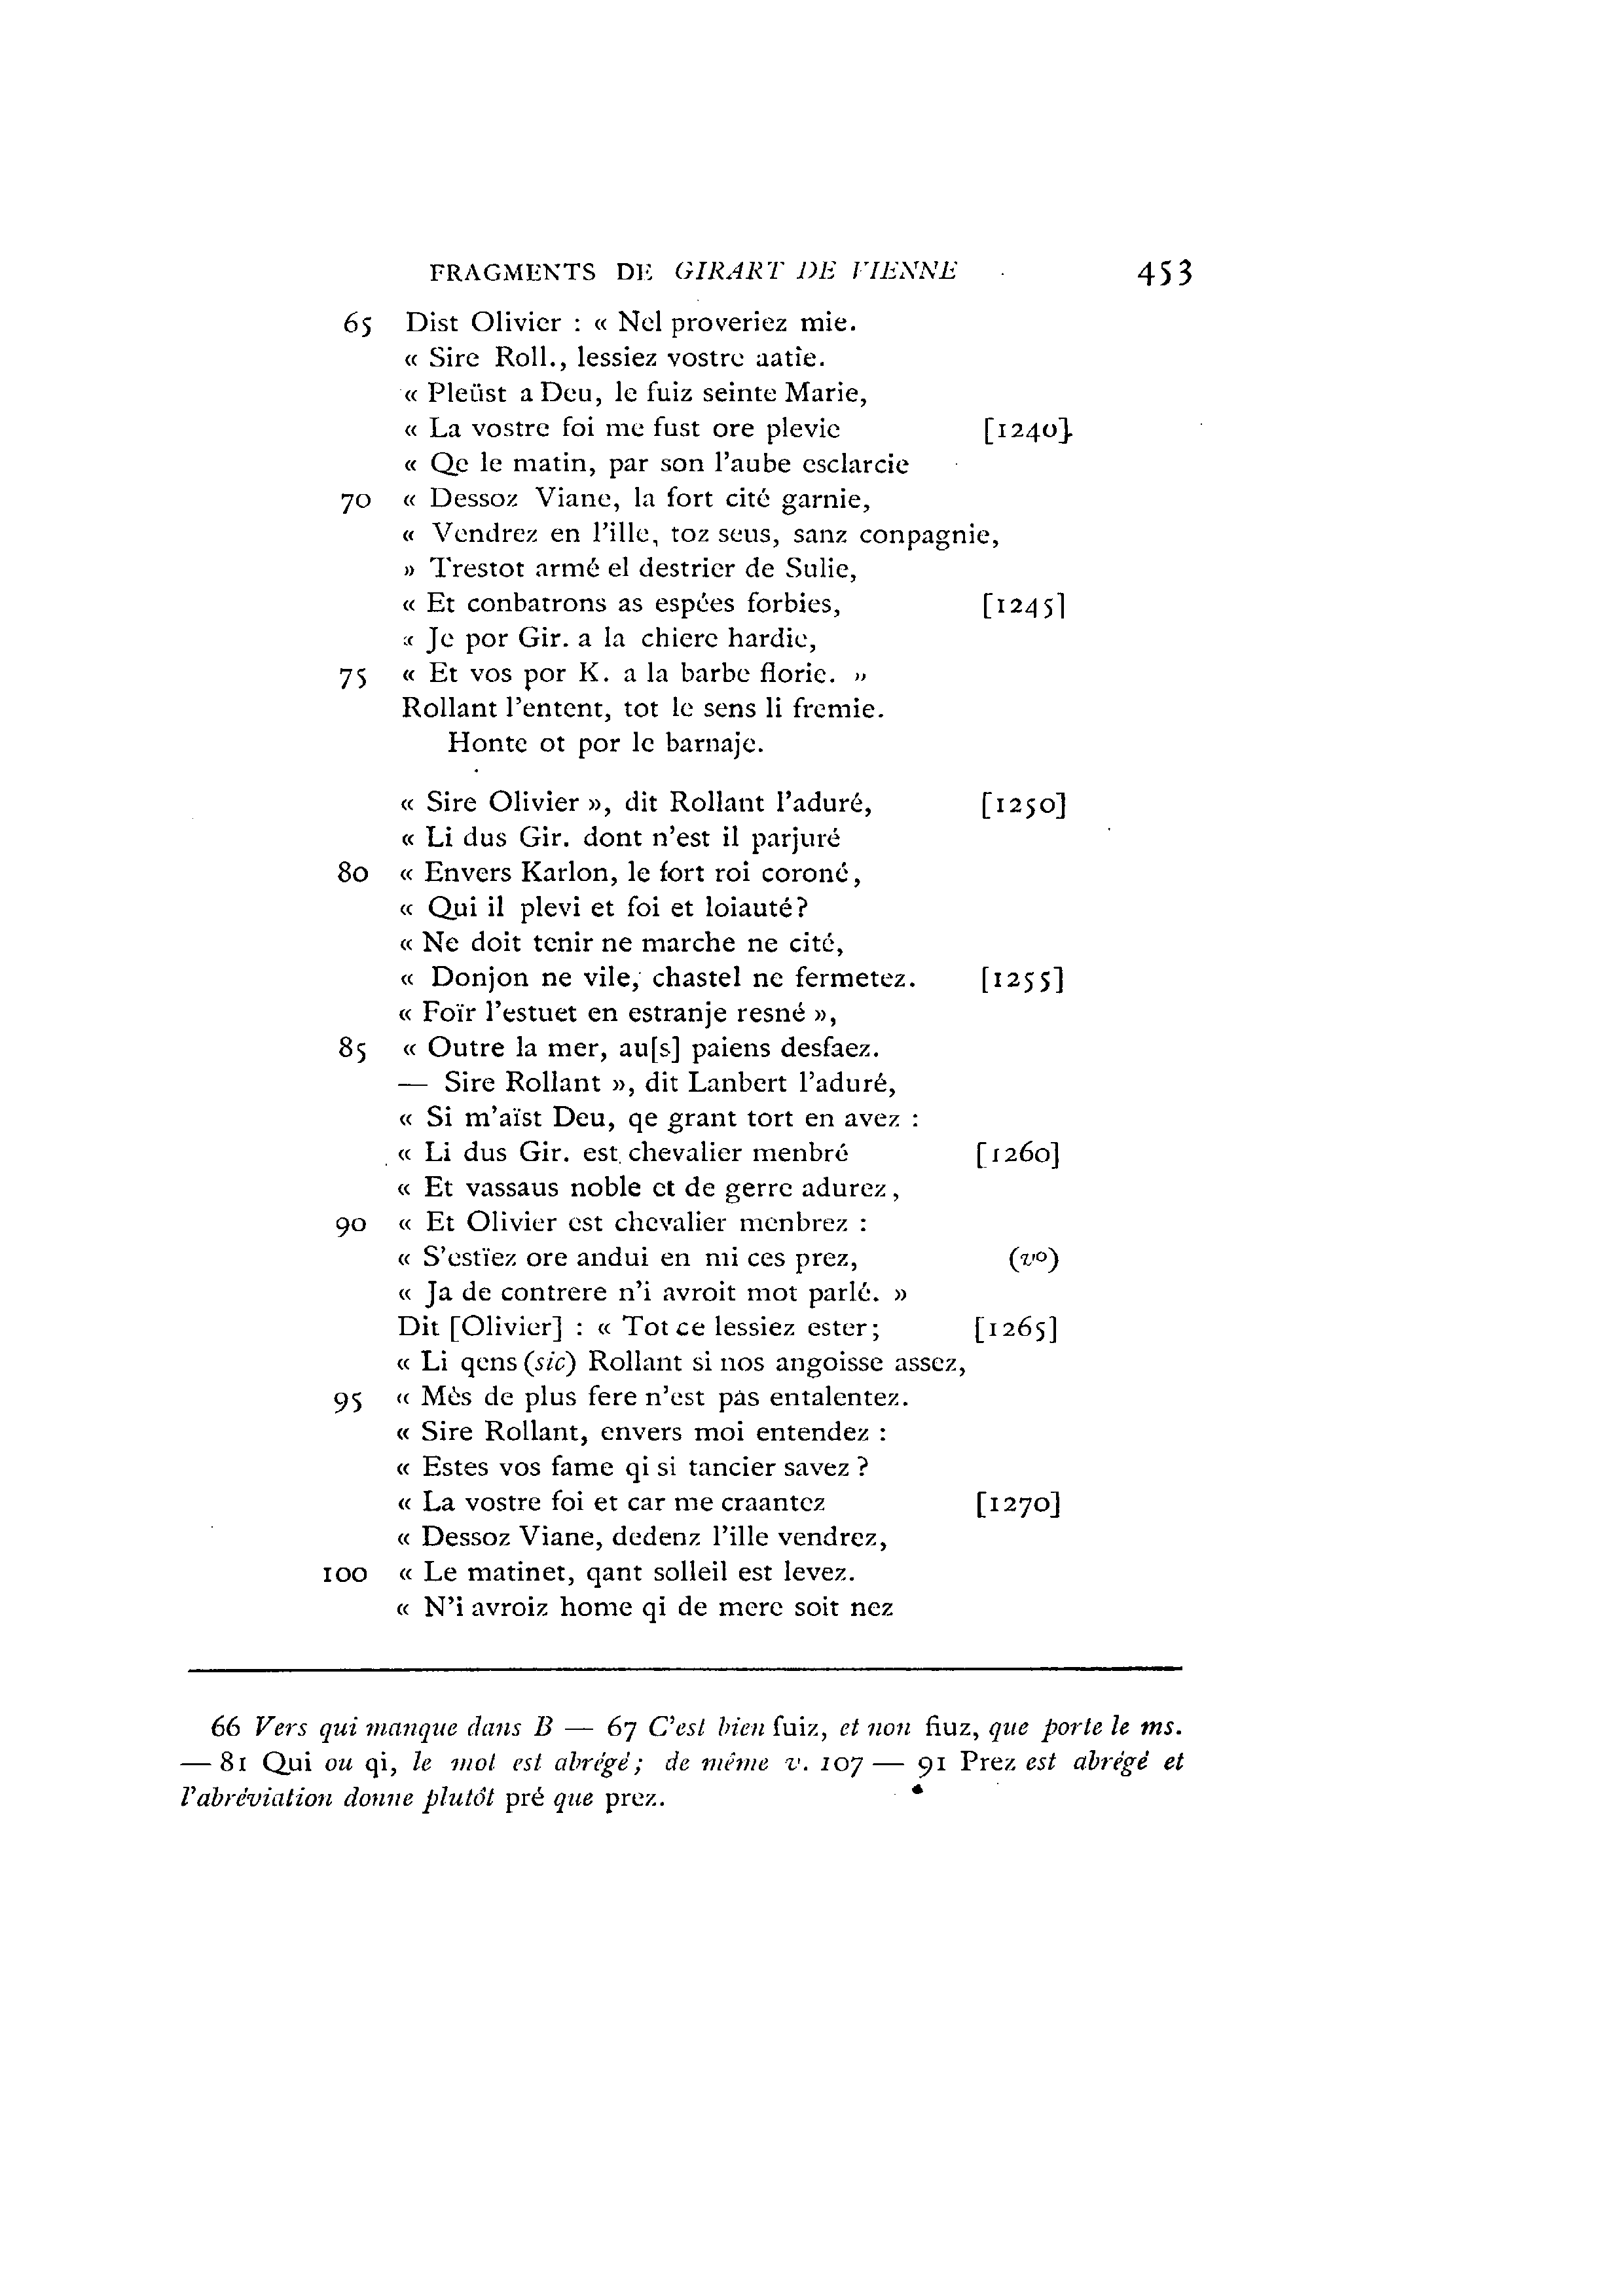 FRAGMENTS DE GIRART DE VIENNE 453
65 Dist Olivier : « Nel proveriez mie.
« Sire Roll., lessiez vostre aatie.
« Pleüst a Deu, le fuiz seinte Marie,
« La vostre foi me fust ore plevie [1240].
« Qe le matin, par son l'aube esclarcie
70 « Dessoz Viane, la fort cité garnie,
« Vendrez en l'ille, toz seus, sanz conpagnie,
» Trestot armé el destrier de Sulie,
« Et conbatrons as espées forbies, [1245]
« Je por Gir. a la chiere hardie,
75 « Et vos por K. a la barbe florie. »
Rollant l'entent, tot le sens li fremie.
Honte ot por le barnaje.
« Sire Olivier », dit Rollant l'aduré, [1250]
« Li dus Gir. dont n'est il parjuré
80 « Envers Karlon, le fort roi coroné,
« Qui il plevi et foi et loiauté?
« Ne doit tenir ne marche ne cité,
« Donjon ne vile, chastel ne fermetez. [1255]
« Foïr l'estuet en estranje resné »,
85 « Outre la mer, au[s] paiens desfaez.
— Sire Rollant », dit Lanbert l'aduré,
« Si m'aïst Deu, qe grant tort en avez :
« Li dus Gir. est chevalier menbré [1260]
« Et vassaus noble et de gerre adurez,
90 « Et Olivier est chevalier menbrez :
« S'estïez ore andui en mi ces prez, (vº)
« Ja de contrere n'i avroit mot parlé. »
Dit [Olivier] : « Tot ce lessiez ester; [1265]
« Li qens (sic) Rollant si nos angoisse assez,
95 « Mès de plus fere n'est pas entalentez.
« Sire Rollant, envers moi entendez :
« Estes vos fame qi si tancier savez ?
« La vostre foi et car me craantez [1270]
« Dessoz Viane, dedenz l'ille vendrez,
100 « Le matinet, qant solleil est levez.
« N'i avroiz home qi de mere soit nez
66 Vers qui manque dans B — 67 C'est bien fuiz, et non fiuz, que porte le ms.
— 81 Qui ou qi, le mot est abrégé; de même v. 107 — 91 Prez est abrégé et
l'abréviation donne plutôt pré que prez.